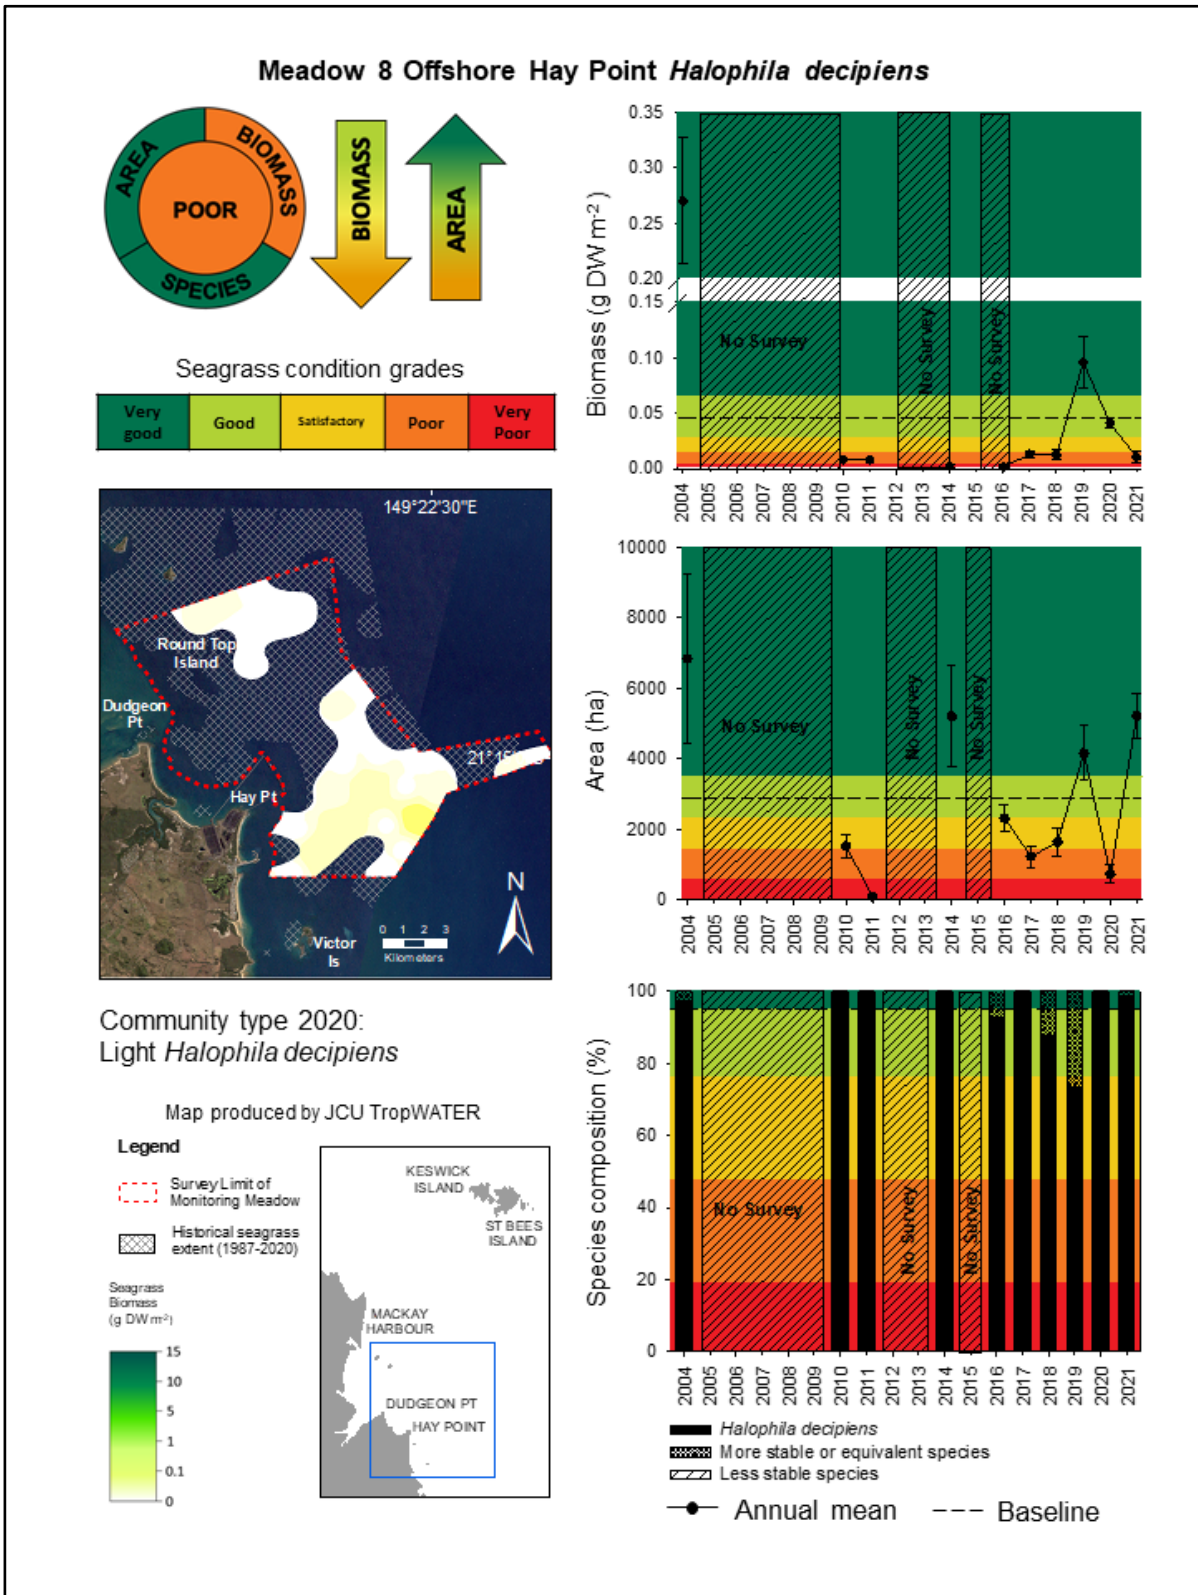 Meadow 8 Offshore Hay Point Halophila decipiens
AREA
BIOMASS
SPECIES
POOR
BIOMASS
AREA
Seagrass condition grades
Very good
Good
Satisfactory
Poor
Very Poor
149°22'30"E
Round Top
Island
Dudgeon
Pt
Hay Pt
Victor
Is
N
0 1 2 3
Kilometers
Community type 2020:
Light Halophila decipiens
Map produced by JCU TropWATER
Legend
Survey Limit of
Monitoring Meadow
Historical seagrass
extent (1987-2020)
Seagrass
Biomass
(g DW m-2)
15
10
5
1
0.1
0
KESWICK
ISLAND
ST BEES
ISLAND
MACKAY
HARBOUR
DUDGEON PT
HAY POINT
Biomass (g DW m-2)
0.35
0.30
0.25
0.20
0.15
0.10
0.05
0.00
No Survey
No Survey
No Survey
2004 2005 2006 2007 2008 2009 2010 2011 2012 2013 2014 2015 2016 2017 2018 2019 2020 2021
Area (ha)
10000
8000
6000
4000
2000
0
No Survey
No Survey
No Survey
2004 2005 2006 2007 2008 2009 2010 2011 2012 2013 2014 2015 2016 2017 2018 2019 2020 2021
Species composition (%)
100
80
60
40
20
0
No Survey
No Survey
No Survey
2004 2005 2006 2007 2008 2009 2010 2011 2012 2013 2014 2015 2016 2017 2018 2019 2020 2021
Halophila decipiens
More stable or equivalent species
Less stable species
Annual mean
Baseline